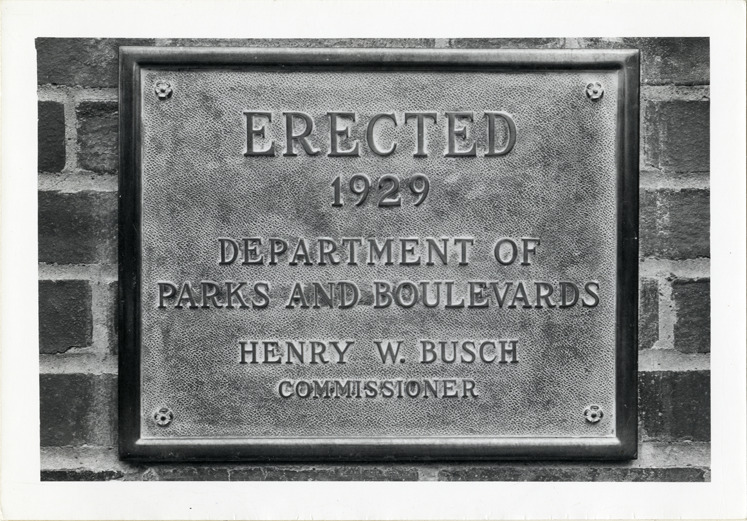 ERECTED
1929
DEPARTMENT OF
PARKS AND BOULEVARDS
HENRY W. BUSCH
COMMISSIONER